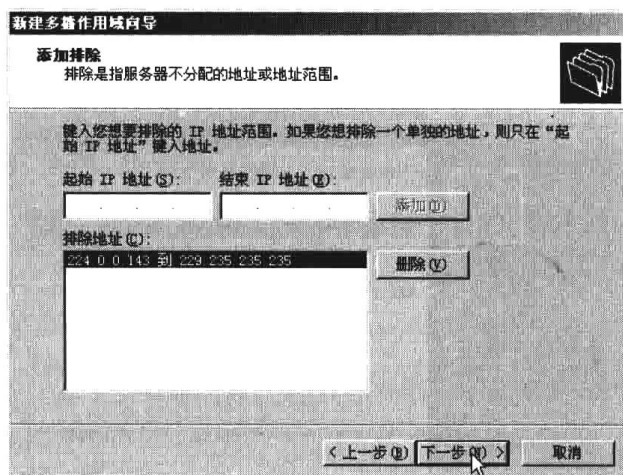 新建多播作用域向导
添加排除
排除是指服务器不分配的地址或地址范围。
键入您想要排除的 IP 地址范围。如果您想排除一个单独的地址，则只在“起
始 IP 地址”键入地址。
起始 IP 地址(S): 结束 IP 地址(E):
添加(D)
排除地址(C):
224 0 0 143 到 229 235 235 235
删除(V)
< 上一步(B) 下一步(N) > 取消